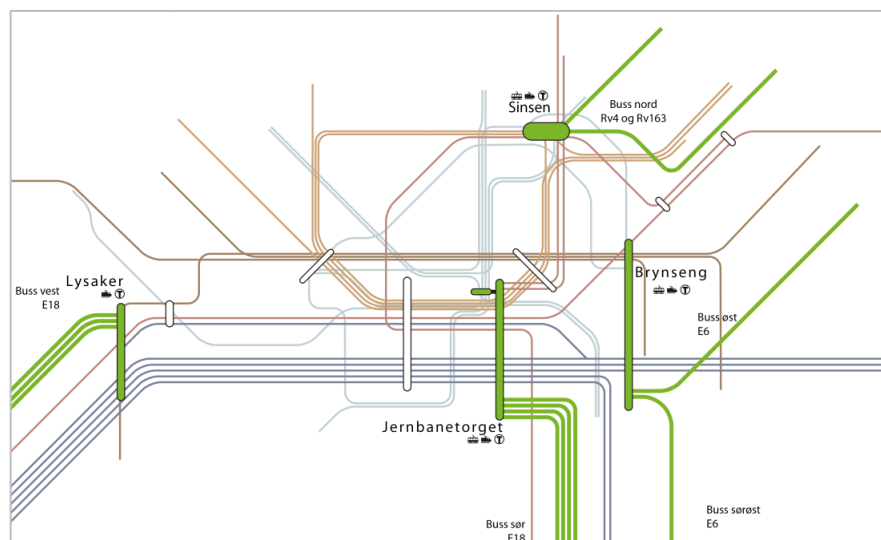 Sinsen
Buss nord
Rv4 og Rv163
Lysaker
Buss vest
E18
Brynseng
Buss øst
E6
Jernbanetorget
Buss sør
E18
Buss sørøst
E6